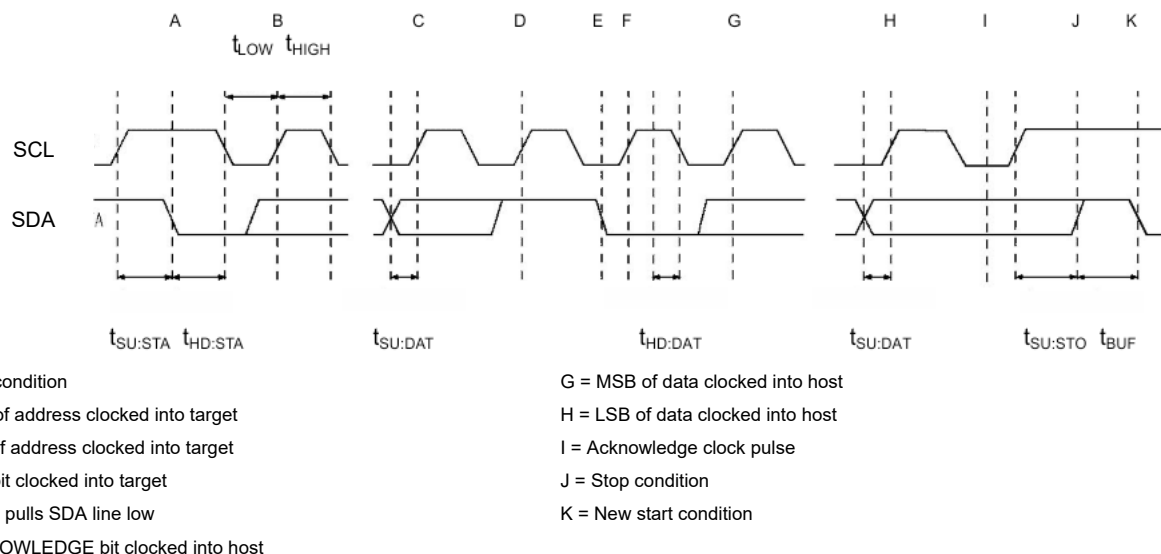 A B C D E F G H I J K
tLOW tHIGH
SCL
SDA
A
tSU:STA tHD:STA tSU:DAT tHD:DAT tSU:DAT tSU:STO tBUF
condition
of address clocked into target
f address clocked into target
it clocked into target
pulls SDA line low
OWLEDGE bit clocked into host
G = MSB of data clocked into host
H = LSB of data clocked into host
I = Acknowledge clock pulse
J = Stop condition
K = New start condition